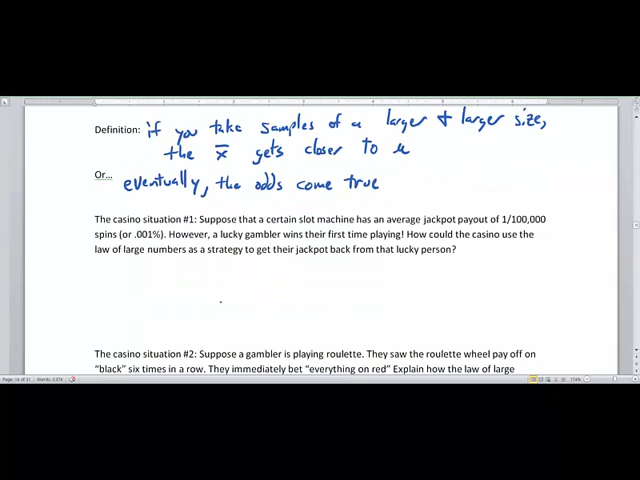 Definition: if you take samples of a larger & larger size,
the x̄ gets closer to μ
Or... eventually, the odds come true
The casino situation #1: Suppose that a certain slot machine has an average jackpot payout of 1/100,000
spins (or .001%). However, a lucky gambler wins their first time playing! How could the casino use the
law of large numbers as a strategy to get their jackpot back from that lucky person?
The casino situation #2: Suppose a gambler is playing roulette. They saw the roulette wheel pay off on
"black" six times in a row. They immediately bet "everything on red" Explain how the law of large